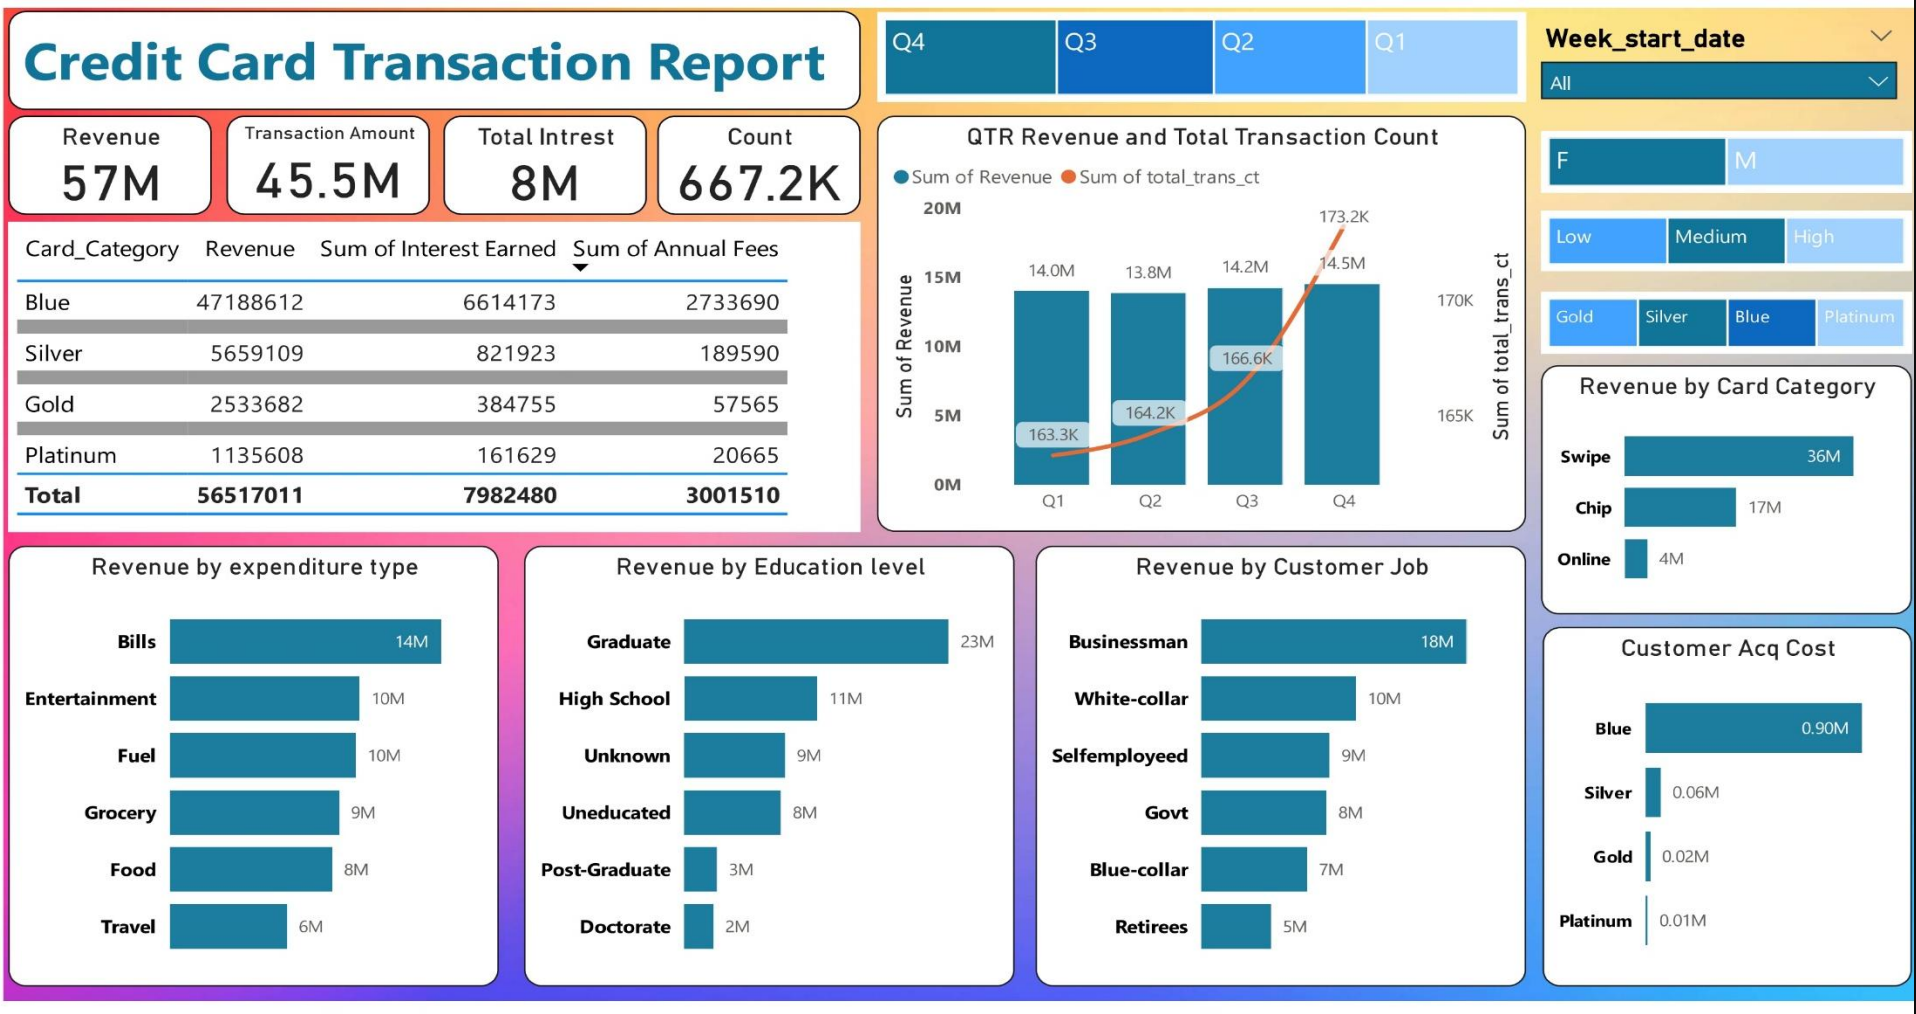 Credit Card Transaction Report
Q4 Q3 Q2 Q1
Week_start_date
All
Revenue
57M
Transaction Amount
45.5M
Total Intrest
8M
Count
667.2K
F M
Low Medium High
Gold Silver Blue Platinum
Card_Category Revenue Sum of Interest Earned Sum of Annual Fees
Blue 47188612 6614173 2733690
Silver 5659109 821923 189590
Gold 2533682 384755 57565
Platinum 1135608 161629 20665
Total 56517011 7982480 3001510
QTR Revenue and Total Transaction Count
Sum of Revenue Sum of total_trans_ct
20M
15M
10M
5M
0M
Sum of Revenue
14.0M 13.8M 14.2M 14.5M
163.3K 164.2K 166.6K 173.2K
Q1 Q2 Q3 Q4
170K
165K
Sum of total_trans_ct
Revenue by Card Category
Swipe 36M
Chip 17M
Online 4M
Revenue by expenditure type
Bills 14M
Entertainment 10M
Fuel 10M
Grocery 9M
Food 8M
Travel 6M
Revenue by Education level
Graduate 23M
High School 11M
Unknown 9M
Uneducated 8M
Post-Graduate 3M
Doctorate 2M
Revenue by Customer Job
Businessman 18M
White-collar 10M
Selfemployeed 9M
Govt 8M
Blue-collar 7M
Retirees 5M
Customer Acq Cost
Blue 0.90M
Silver 0.06M
Gold 0.02M
Platinum 0.01M